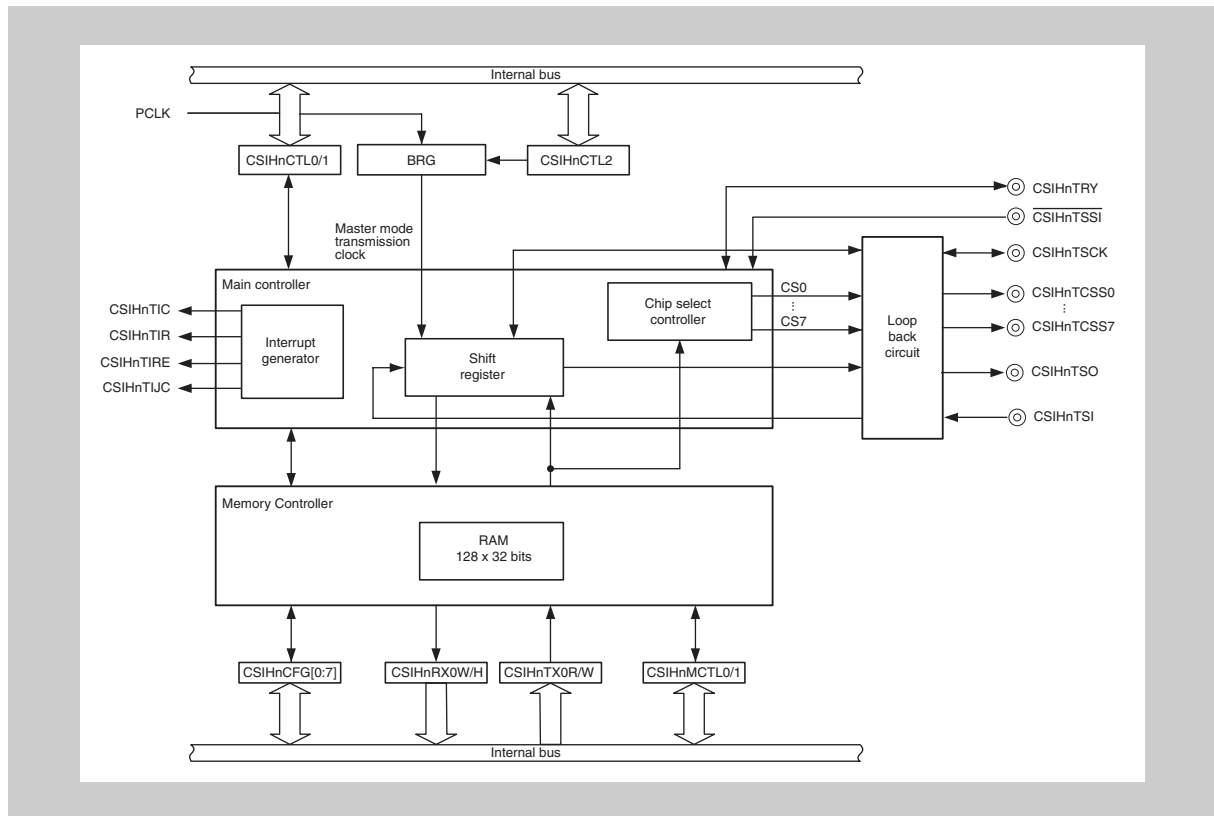 Internal bus
PCLK
CSIHnCTL0/1
BRG
CSIHnCTL2
CSIHnTRY
CSIHnTSSI
Master mode
transmission
clock
CSIHnTSCK
Main controller
CSIHnTIC
CSIHnTIR
CSIHnTIRE
CSIHnTIJC
Interrupt
generator
Shift
register
Chip select
controller
CS0
⋮
CS7
Loop
back
circuit
CSIHnTCSS0
⋮
CSIHnTCSS7
CSIHnTSO
CSIHnTSI
Memory Controller
RAM
128 x 32 bits
CSIHnCFG[0:7]
CSIHnRX0W/H
CSIHnTX0R/W
CSIHnMCTL0/1
Internal bus